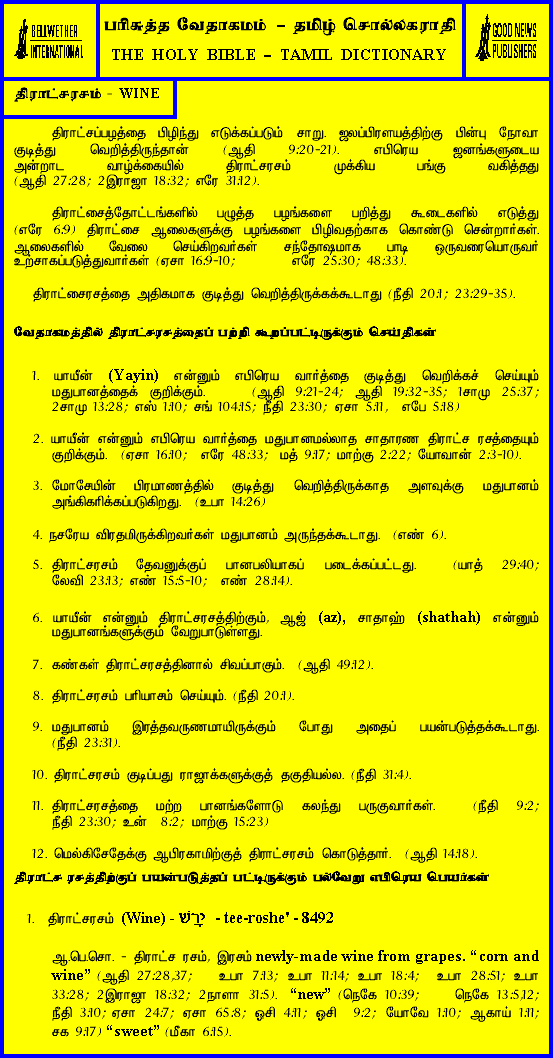 BELLWETHER
INTERNATIONAL
பரிசுத்த வேதாகமம் – தமிழ் சொல்லகராதி
THE HOLY BIBLE – TAMIL DICTIONARY
GOOD NEWS
PUBLISHERS
திராட்சரசம் - WINE
திராட்சப்பழத்தை பிழிந்து எடுக்கப்படும் சாறு. ஜலப்பிரளயத்திற்கு பின்பு நோவா
குடித்து வெறித்திருந்தான் (ஆதி 9:20-21). எபிரெய ஜனங்களுடைய
அன்றாட வாழ்க்கையில் திராட்சரசம் முக்கிய பங்கு வகித்தது
(ஆதி 27:28; 2இராஜா 18:32; எரே 31:12).
திராட்சைத்தோட்டங்களில் பழுத்த பழங்களை பறித்து கூடைகளில் எடுத்து
(எரே 6:9) திராட்சை ஆலைகளுக்கு பழங்களை பிழிவதற்காக கொண்டு சென்றார்கள்.
ஆலைகளில் வேலை செய்கிறவர்கள் சந்தோஷமாக பாடி ஒருவரையொருவர்
உற்சாகப்படுத்துவார்கள் (ஏசா 16:9-10; எரே 25:30; 48:33).
திராட்சைரசத்தை அதிகமாக குடித்து வெறித்திருக்கக்கூடாது (நீதி 20:1; 23:29-35).
வேதாகமத்தில் திராட்சரசத்தைப் பற்றி கூறப்பட்டிருக்கும் செய்திகள்
1. யாயீன் (Yayin) என்னும் எபிரெய வார்த்தை குடித்து வெறிக்கச் செய்யும்
மதுபானத்தைக் குறிக்கும். (ஆதி 9:21-24; ஆதி 19:32-35; 1சாமு 25:37;
2சாமு 13:28; எஸ் 1:10; சங் 104:15; நீதி 23:30; ஏசா 5:11, எபே 5:18)
2. யாயீன் என்னும் எபிரெய வார்த்தை மதுபானமல்லாத சாதாரண திராட்ச ரசத்தையும்
குறிக்கும். (ஏசா 16:10; எரே 48:33; மத் 9:17; மாற்கு 2:22; யோவான் 2:3-10).
3. மோசேயின் பிரமாணத்தில் குடித்து வெறித்திருக்காத அளவுக்கு மதுபானம்
அங்கிகரிக்கப்படுகிறது. (உபா 14:26)
4. நசரேய விரதமிருக்கிறவர்கள் மதுபானம் அருந்தக்கூடாது. (எண் 6).
5. திராட்சரசம் தேவனுக்குப் பானபலியாகப் படைக்கப்பட்டது. (யாத் 29:40;
லேவி 23:13; எண் 15:5-10; எண் 28:14).
6. யாயீன் என்னும் திராட்சரசத்திற்கும், ஆஜ் (az), சாதாஹ் (shathah) என்னும்
மதுபானங்களுக்கும் வேறுபாடுள்ளது.
7. கண்கள் திராட்சரசத்தினால் சிவப்பாகும். (ஆதி 49:12).
8. திராட்சரசம் பரியாசம் செய்யும். (நீதி 20:1).
9. மதுபானம் இரத்தவருணமாயிருக்கும் போது அதைப் பயன்படுத்தக்கூடாது.
(நீதி 23:31).
10. திராட்சரசம் குடிப்பது ராஜாக்களுக்குத் தகுதியல்ல. (நீதி 31:4).
11. திராட்சரசத்தை மற்ற பானங்களோடு கலந்து பருகுவார்கள். (நீதி 9:2;
நீதி 23:30; உன் 8:2; மாற்கு 15:23)
12. மெல்கிசேதேக்கு ஆபிரகாமிற்குத் திராட்சரசம் கொடுத்தார். (ஆதி 14:18).
திராட்ச ரசத்திற்குப் பயன்படுத்தப் பட்டிருக்கும் பல்வேறு எபிரெய பெயர்கள்
1. திராட்சரசம் (Wine) - - tee-roshe' - 8492
ஆ.பெ.சொ. - திராட்ச ரசம், இரசம் newly-made wine from grapes. “corn and
wine” (ஆதி 27:28,37; உபா 7:13; உபா 11:14; உபா 18:4; உபா 28:51; உபா
33:28; 2இராஜா 18:32; 2நாளா 31:5). “new” (நெகே 10:39; நெகே 13:5,12;
நீதி 3:10; ஏசா 24:7; ஏசா 65:8; ஓசி 4:11; ஓசி 9:2; யோவே 1:10; ஆகாய் 1:11;
சக 9:17) “sweet” (மீகா 6:15).